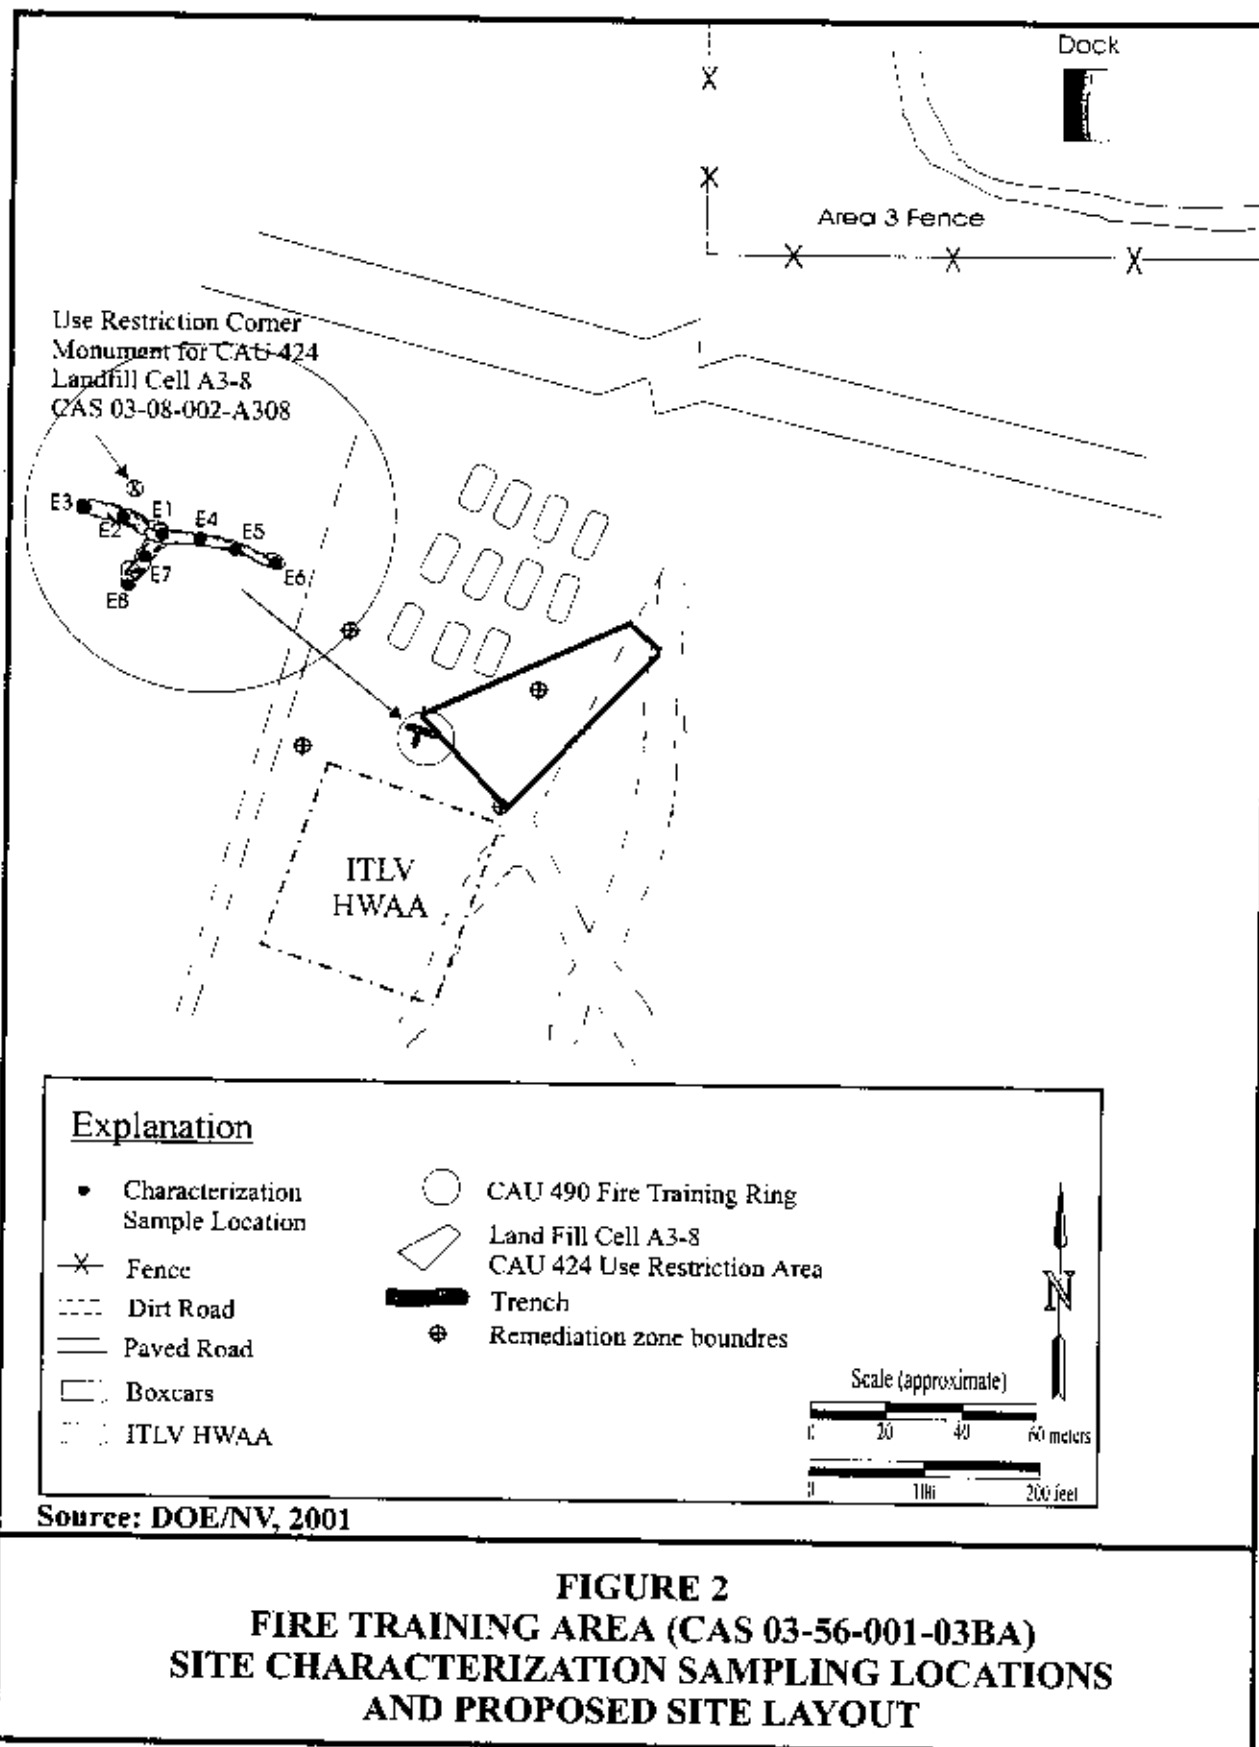 Dock
Area 3 Fence
Use Restriction Corner
Monument for CAU 424
Landfill Cell A3-8
CAS 03-08-002-A308
E3
E2
E1
E4
E5
E6
E7
E8
ITLV
HWAA
Explanation
Characterization
Sample Location
X Fence
Dirt Road
Paved Road
Boxcars
ITLV HWAA
CAU 490 Fire Training Ring
Land Fill Cell A3-8
CAU 424 Use Restriction Area
Trench
Remediation zone boundres
N
Scale (approximate)
0 20 40 60 meters
0 100 200 feet
Source: DOE/NV, 2001
FIGURE 2
FIRE TRAINING AREA (CAS 03-56-001-03BA)
SITE CHARACTERIZATION SAMPLING LOCATIONS
AND PROPOSED SITE LAYOUT